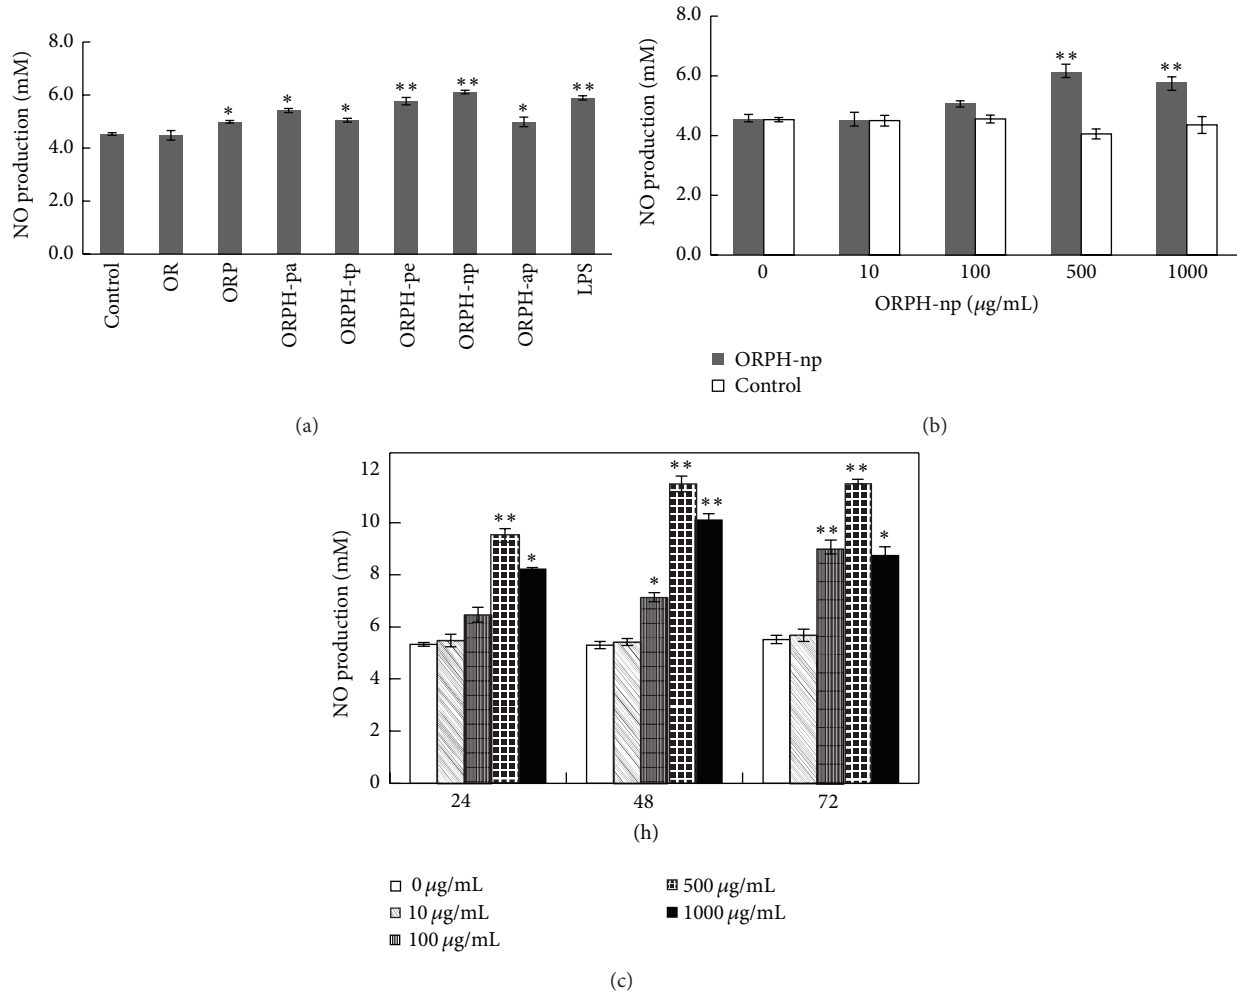 NO production (mM)
8.0
6.0
4.0
2.0
0.0
* * * ** ** * **
Control
OR
ORP
ORPH-pa
ORPH-tp
ORPH-pe
ORPH-np
ORPH-ap
LPS
(a)
NO production (mM)
8.0
6.0
4.0
2.0
0.0
** **
0 10 100 500 1000
ORPH-np (μg/mL)
ORPH-np
Control
(b)
NO production (mM)
12
10
8
6
4
2
0
** * * ** ** ** ** *
24 48 72
(h)
0 μg/mL
10 μg/mL
100 μg/mL
500 μg/mL
1000 μg/mL
(c)